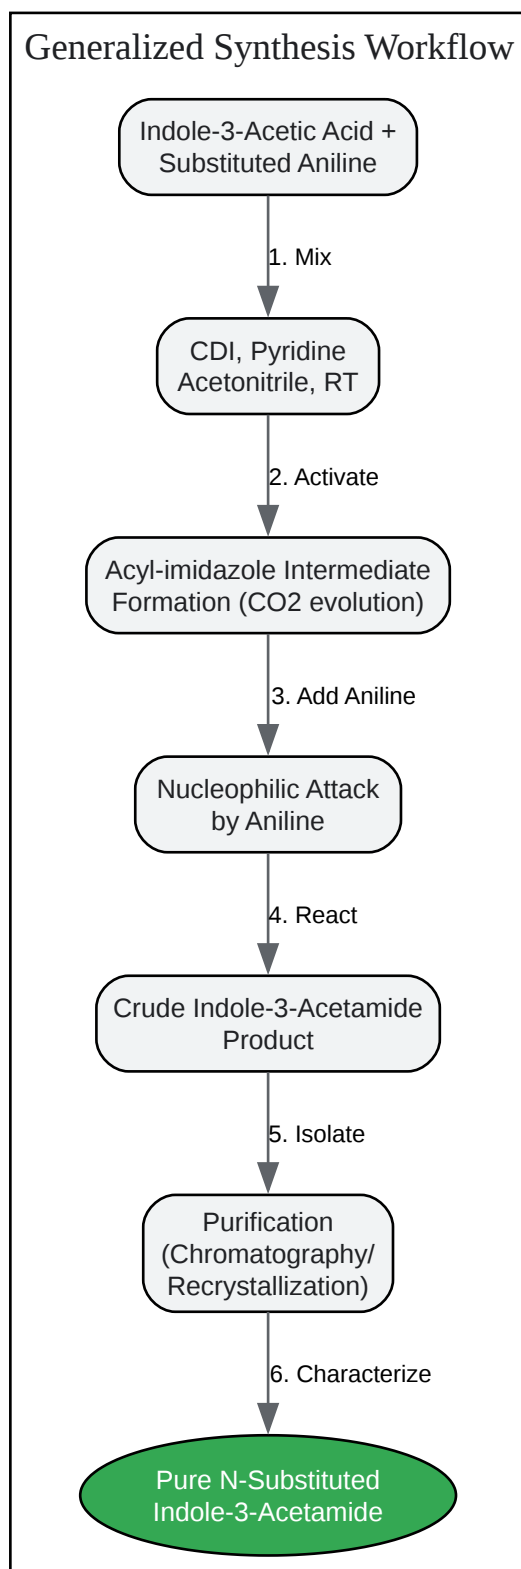 Generalized Synthesis Workflow
Indole-3-Acetic Acid +
Substituted Aniline
1. Mix
CDI, Pyridine
Acetonitrile, RT
2. Activate
Acyl-imidazole Intermediate
Formation (CO2 evolution)
3. Add Aniline
Nucleophilic Attack
by Aniline
4. React
Crude Indole-3-Acetamide
Product
5. Isolate
Purification
(Chromatography/
Recrystallization)
6. Characterize
Pure N-Substituted
Indole-3-Acetamide